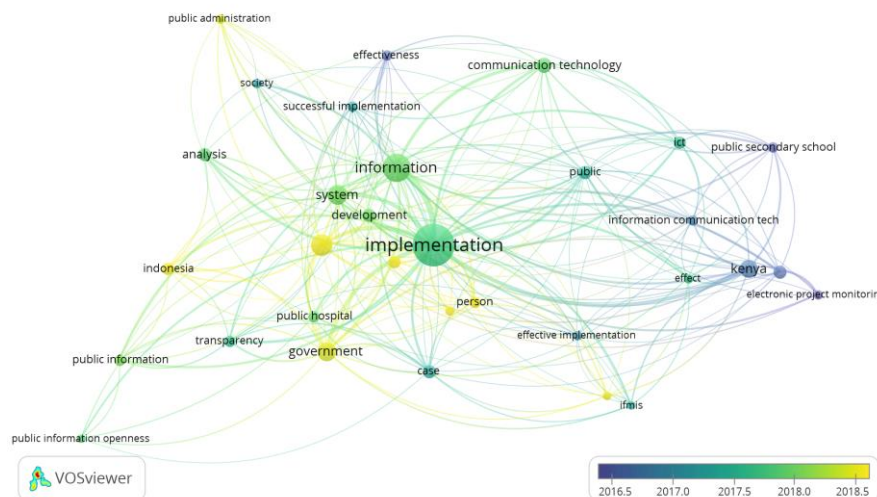 public administration
effectiveness
communication technology
society
successful implementation
ict
public secondary school
analysis
information
public
system
development
information communication tech
implementation
indonesia
kenya
effect
electronic project monitorin
person
public hospital
transparency
government
effective implementation
public information
case
ifmis
public information openness
VOSviewer
2016.5 2017.0 2017.5 2018.0 2018.5